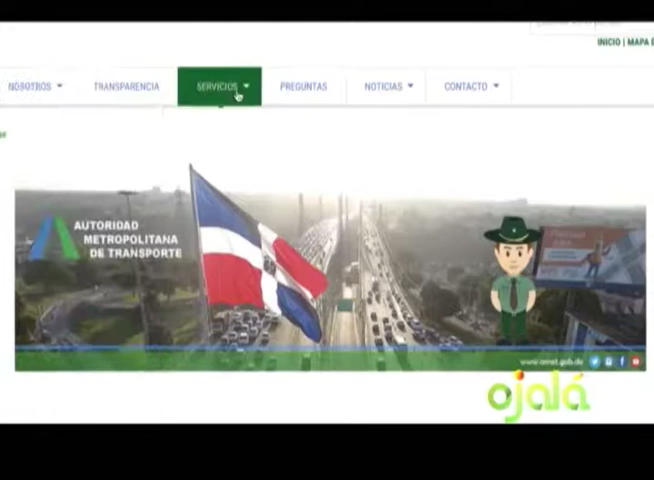 INICIO | MAPA
NOSOTROS
TRANSPARENCIA
SERVICIOS
PREGUNTAS
NOTICIAS
CONTACTO
AUTORIDAD
METROPOLITANA
DE TRANSPORTE
www.amet.gob.do
ojalá